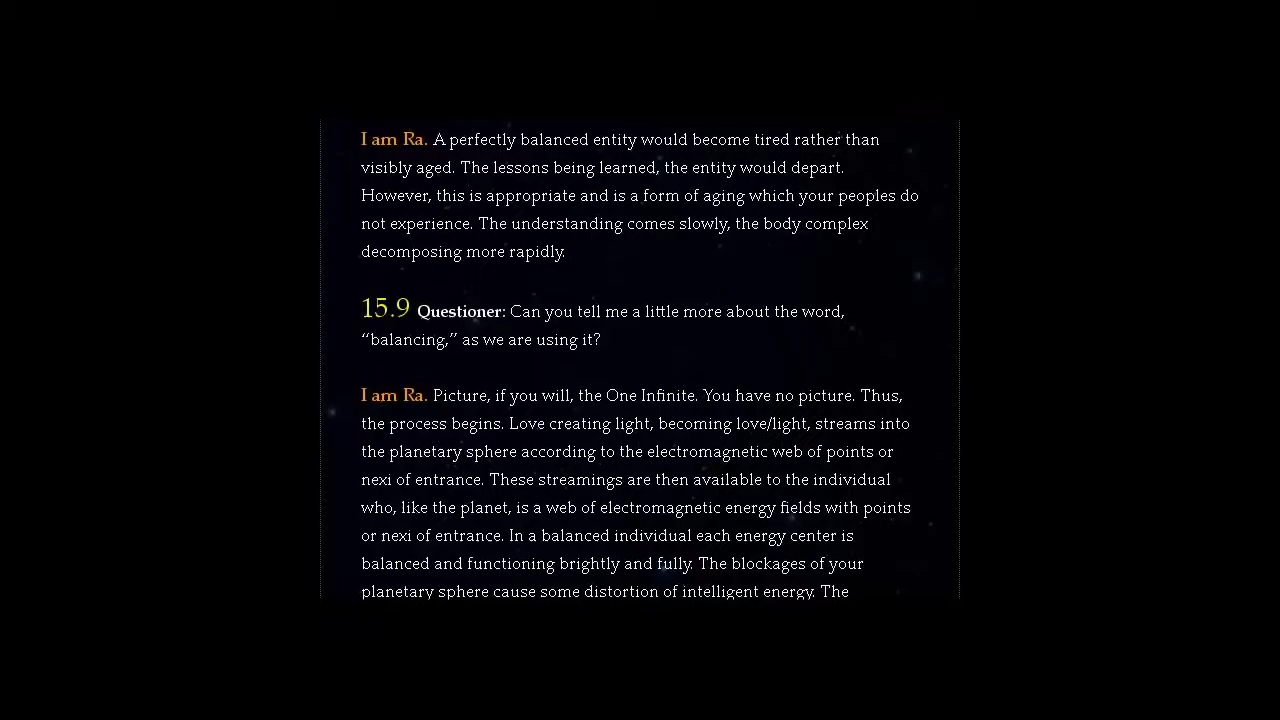 I am Ra. A perfectly balanced entity would become tired rather than
visibly aged. The lessons being learned, the entity would depart.
However, this is appropriate and is a form of aging which your peoples do
not experience. The understanding comes slowly, the body complex
decomposing more rapidly.
15.9 Questioner: Can you tell me a little more about the word,
“balancing,” as we are using it?
I am Ra. Picture, if you will, the One Infinite. You have no picture. Thus,
the process begins. Love creating light, becoming love/light, streams into
the planetary sphere according to the electromagnetic web of points or
nexi of entrance. These streamings are then available to the individual
who, like the planet, is a web of electromagnetic energy fields with points
or nexi of entrance. In a balanced individual each energy center is
balanced and functioning brightly and fully. The blockages of your
planetary sphere cause some distortion of intelligent energy. The